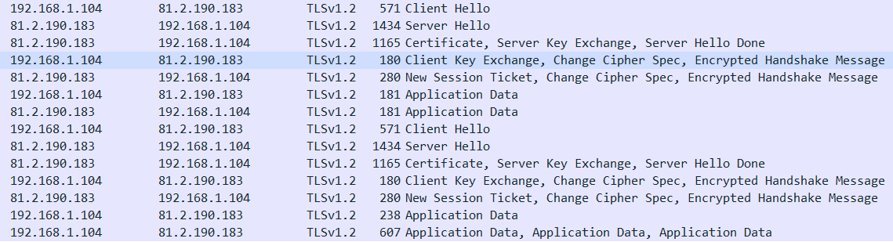 192.168.1.104 81.2.190.183 TLSv1.2 571 Client Hello
81.2.190.183 192.168.1.104 TLSv1.2 1434 Server Hello
81.2.190.183 192.168.1.104 TLSv1.2 1165 Certificate, Server Key Exchange, Server Hello Done
192.168.1.104 81.2.190.183 TLSv1.2 180 Client Key Exchange, Change Cipher Spec, Encrypted Handshake Message
81.2.190.183 192.168.1.104 TLSv1.2 280 New Session Ticket, Change Cipher Spec, Encrypted Handshake Message
192.168.1.104 81.2.190.183 TLSv1.2 181 Application Data
192.168.1.104 81.2.190.183 TLSv1.2 181 Application Data
192.168.1.104 81.2.190.183 TLSv1.2 571 Client Hello
81.2.190.183 192.168.1.104 TLSv1.2 1434 Server Hello
81.2.190.183 192.168.1.104 TLSv1.2 1165 Certificate, Server Key Exchange, Server Hello Done
192.168.1.104 81.2.190.183 TLSv1.2 180 Client Key Exchange, Change Cipher Spec, Encrypted Handshake Message
81.2.190.183 192.168.1.104 TLSv1.2 280 New Session Ticket, Change Cipher Spec, Encrypted Handshake Message
192.168.1.104 81.2.190.183 TLSv1.2 238 Application Data
81.2.190.183 192.168.1.104 TLSv1.2 607 Application Data, Application Data, Application Data